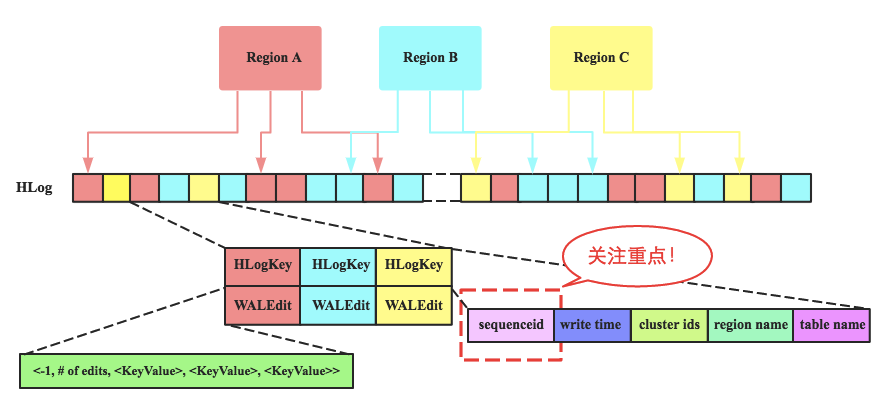 Region A
Region B
Region C
HLog
HLogKey
HLogKey
HLogKey
WALEdit
WALEdit
WALEdit
关注重点！
sequenceid
write time
cluster ids
region name
table name
<-1, # of edits, <KeyValue>, <KeyValue>, <KeyValue>>